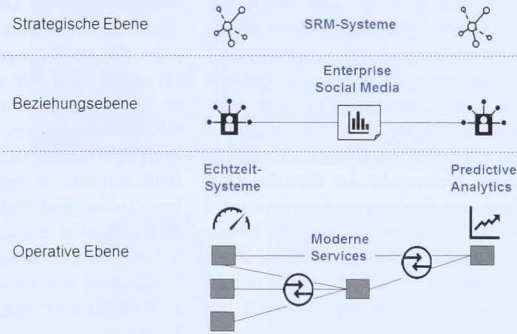 Strategische Ebene
SRM-Systeme
Enterprise
Social Media
Beziehungsebene
Echtzeit-
Systeme
Predictive
Analytics
Moderne
Services
Operative Ebene